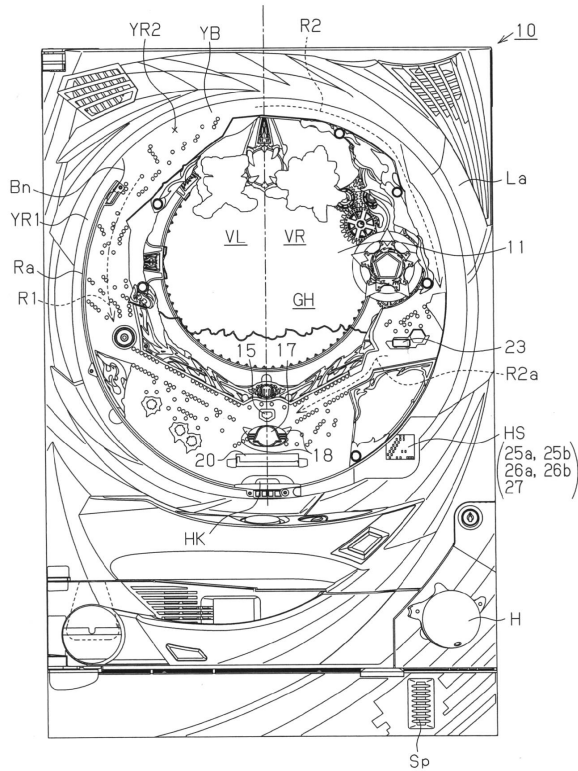 10
YR2
YB
R2
Bn
La
YR1
VL
VR
11
Ra
R1
GH
15
17
23
R2a
20
18
HS
(25a, 25b
26a, 26b
27)
HK
H
Sp